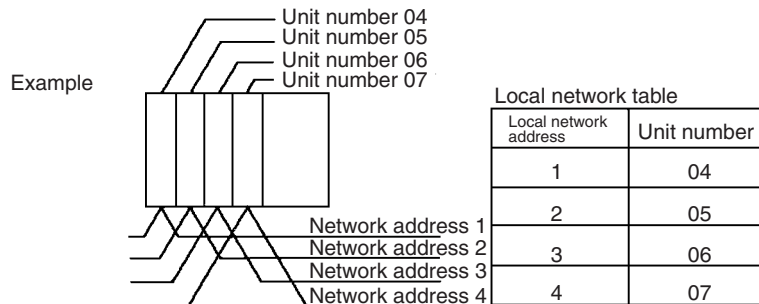 Unit number 04
Unit number 05
Unit number 06
Unit number 07
Example
Local network table
Local network address
Unit number
1
04
2
05
3
06
4
07
Network address 1
Network address 2
Network address 3
Network address 4